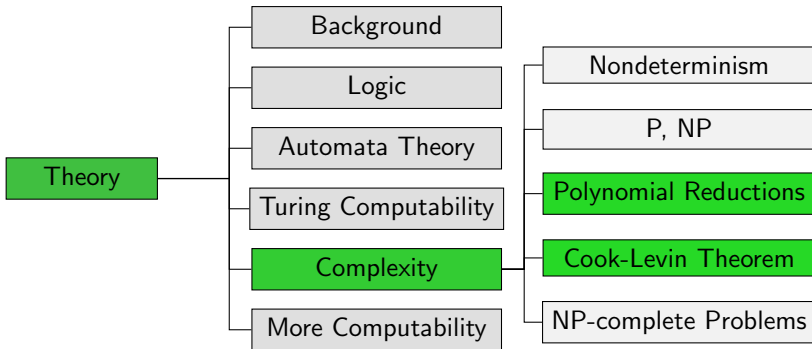 Theory
Background
Logic
Automata Theory
Turing Computability
Complexity
More Computability
Nondeterminism
P, NP
Polynomial Reductions
Cook-Levin Theorem
NP-complete Problems